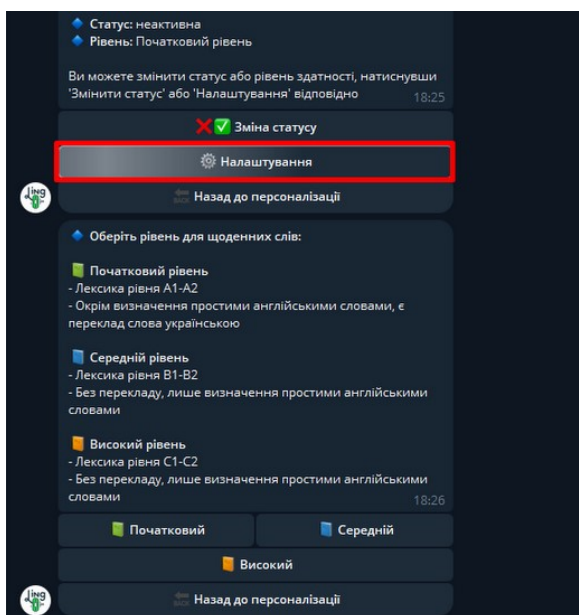 Статус: неактивна
Рівень: Початковий рівень
Ви можете змінити статус або рівень здатності, натиснувши
'Змінити статус' або 'Налаштування' відповідно
18:25
Зміна статусу
Налаштування
BACK Назад до персоналізації
Ling
Оберіть рівень для щоденних слів:
Початковий рівень
- Лексика рівня A1-A2
- Окрім визначення простими англійськими словами, є
переклад слова українською
Середній рівень
- Лексика рівня B1-B2
- Без перекладу, лише визначення простими англійськими
словами
Високий рівень
- Лексика рівня C1-C2
- Без перекладу, лише визначення простими англійськими
словами
18:26
Початковий
Середній
Високий
BACK Назад до персоналізації
Ling